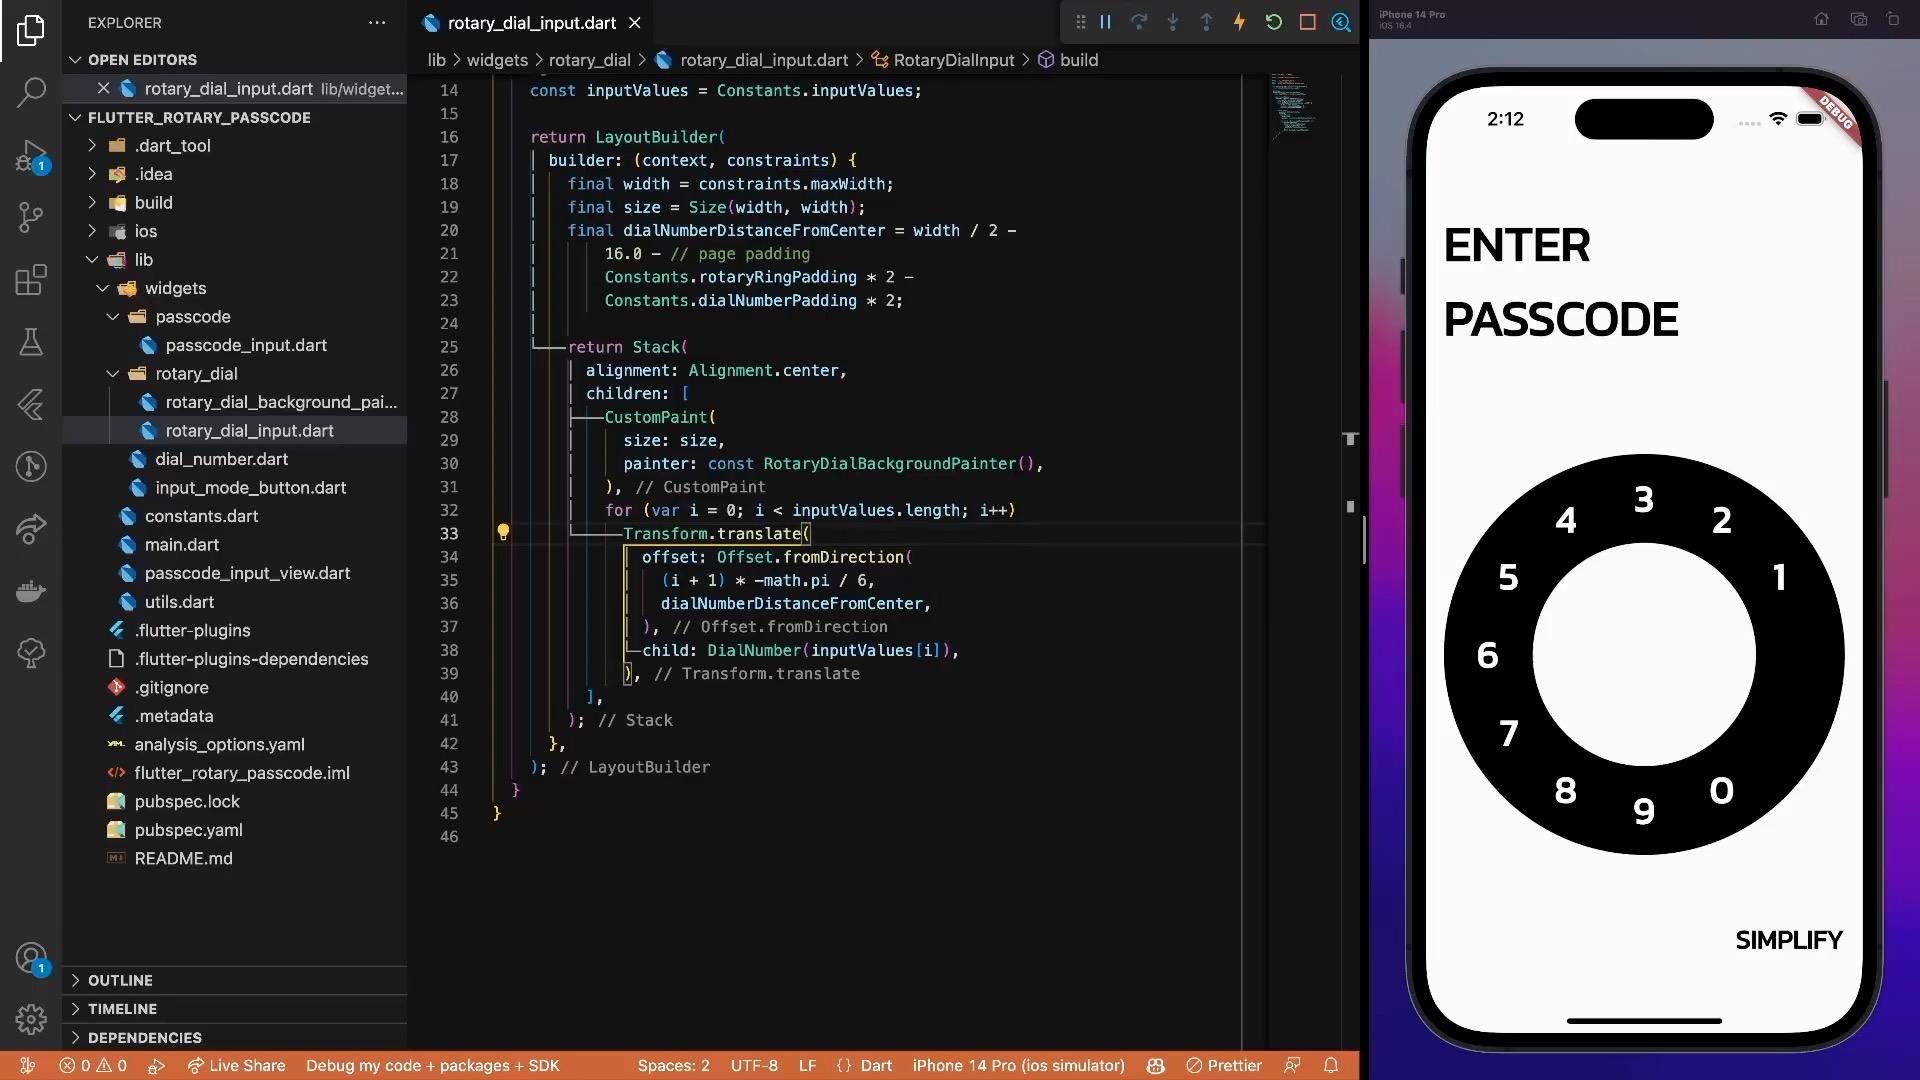 EXPLORER
OPEN EDITORS
rotary_dial_input.dart lib/widget...
FLUTTER_ROTARY_PASSCODE
.dart_tool
.idea
build
ios
lib
widgets
passcode
passcode_input.dart
rotary_dial
rotary_dial_background_pai...
rotary_dial_input.dart
dial_number.dart
input_mode_button.dart
constants.dart
main.dart
passcode_input_view.dart
utils.dart
.flutter-plugins
.flutter-plugins-dependencies
.gitignore
.metadata
analysis_options.yaml
flutter_rotary_passcode.iml
pubspec.lock
pubspec.yaml
README.md
1
1
OUTLINE
TIMELINE
DEPENDENCIES
rotary_dial_input.dart
lib > widgets > rotary_dial > rotary_dial_input.dart > RotaryDialInput > build
14 const inputValues = Constants.inputValues;
15
16 return LayoutBuilder(
17 builder: (context, constraints) {
18 final width = constraints.maxWidth;
19 final size = Size(width, width);
20 final dialNumberDistanceFromCenter = width / 2 -
21 16.0 - // page padding
22 Constants.rotaryRingPadding * 2 -
23 Constants.dialNumberPadding * 2;
24
25 return Stack(
26 alignment: Alignment.center,
27 children: [
28 CustomPaint(
29 size: size,
30 painter: const RotaryDialBackgroundPainter(),
31 ), // CustomPaint
32 for (var i = 0; i < inputValues.length; i++)
33 Transform.translate(
34 offset: Offset.fromDirection(
35 (i + 1) * -math.pi / 6,
36 dialNumberDistanceFromCenter,
37 ), // Offset.fromDirection
38 child: DialNumber(inputValues[i]),
39 ), // Transform.translate
40 ],
41 ); // Stack
42 },
43 ); // LayoutBuilder
44 }
45 }
46
0 0 Live Share Debug my code + packages + SDK Spaces: 2 UTF-8 LF {} Dart iPhone 14 Pro (ios simulator) Prettier
iPhone 14 Pro
iOS 16.4
2:12
DEBUG
ENTER
PASSCODE
3
4 2
5 1
6
7
8 0
9
SIMPLIFY